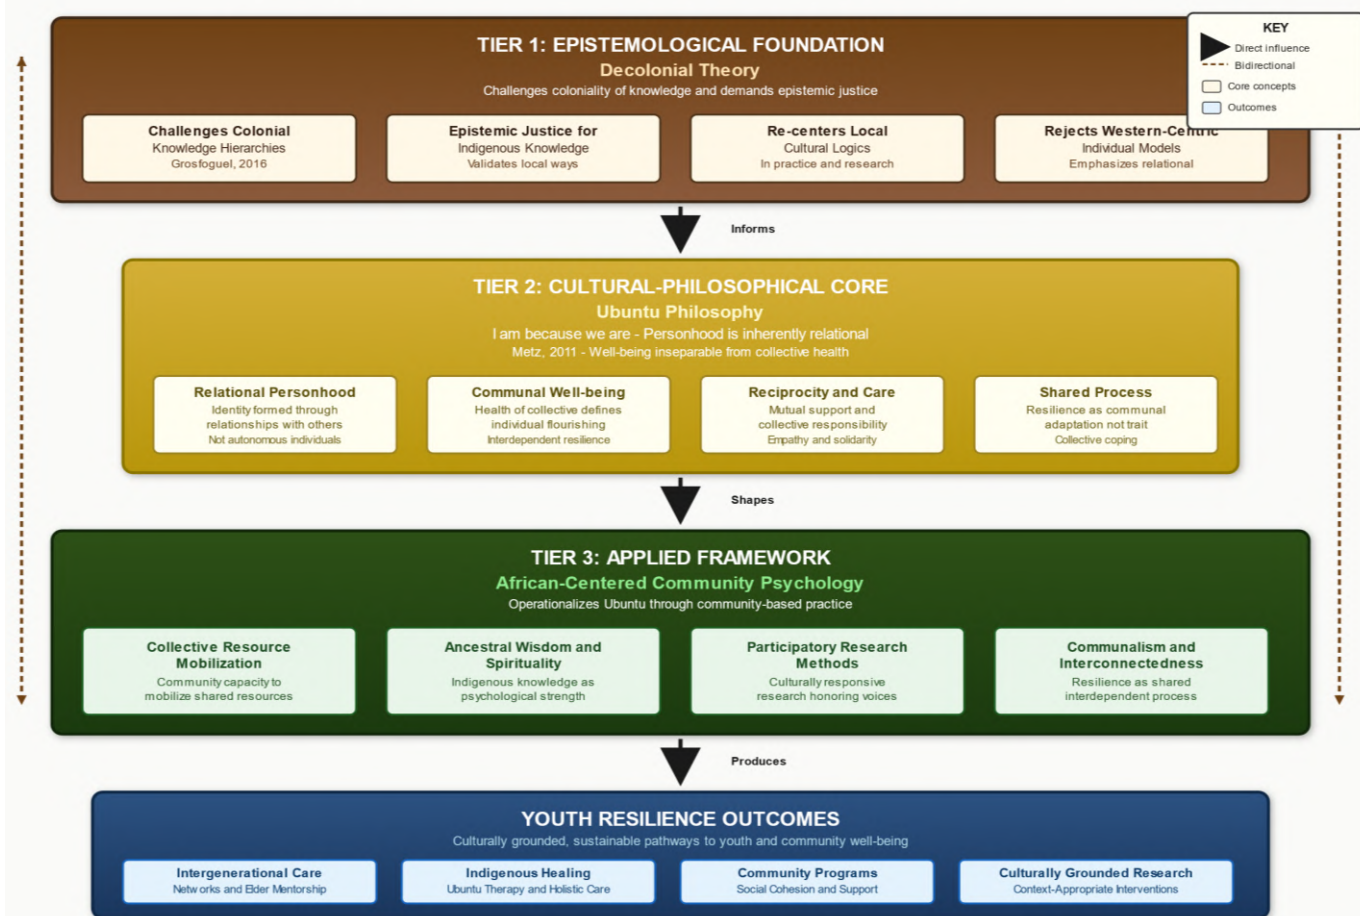 TIER 1: EPISTEMOLOGICAL FOUNDATION
Decolonial Theory
Challenges coloniality of knowledge and demands epistemic justice
KEY
Direct influence
Bidirectional
Core concepts
Outcomes
Challenges Colonial
Knowledge Hierarchies
Grosfoguel, 2016
Epistemic Justice for
Indigenous Knowledge
Validates local ways
Re-centers Local
Cultural Logics
In practice and research
Rejects Western-Centric
Individual Models
Emphasizes relational
Informs
TIER 2: CULTURAL-PHILOSOPHICAL CORE
Ubuntu Philosophy
I am because we are - Personhood is inherently relational
Metz, 2011 - Well-being inseparable from collective health
Relational Personhood
Identity formed through
relationships with others
Not autonomous individuals
Communal Well-being
Health of collective defines
individual flourishing
Interdependent resilience
Reciprocity and Care
Mutual support and
collective responsibility
Empathy and solidarity
Shared Process
Resilience as communal
adaptation not trait
Collective coping
Shapes
TIER 3: APPLIED FRAMEWORK
African-Centered Community Psychology
Operationalizes Ubuntu through community-based practice
Collective Resource
Mobilization
Community capacity to
mobilize shared resources
Ancestral Wisdom and
Spirituality
Indigenous knowledge as
psychological strength
Participatory Research
Methods
Culturally responsive
research honoring voices
Communalism and
Interconnectedness
Resilience as shared
interdependent process
Produces
YOUTH RESILIENCE OUTCOMES
Culturally grounded, sustainable pathways to youth and community well-being
Intergenerational Care
Networks and Elder Mentorship
Indigenous Healing
Ubuntu Therapy and Holistic Care
Community Programs
Social Cohesion and Support
Culturally Grounded Research
Context-Appropriate Interventions